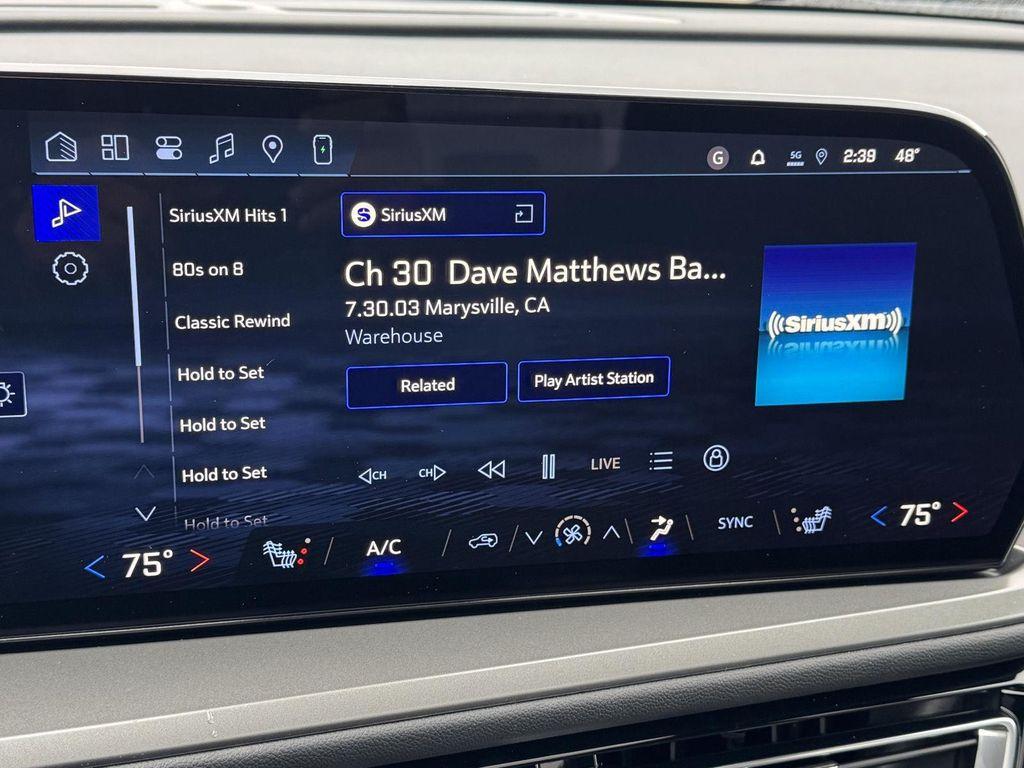 G 5G 2:39 48°
SiriusXM Hits 1
80s on 8
Classic Rewind
Hold to Set
Hold to Set
Hold to Set
Hold to Set
SiriusXM
Ch 30 Dave Matthews Ba...
7.30.03 Marysville, CA
Warehouse
Related
Play Artist Station
((SiriusXM))
CH
CH
LIVE
75°
A/C
SYNC
75°